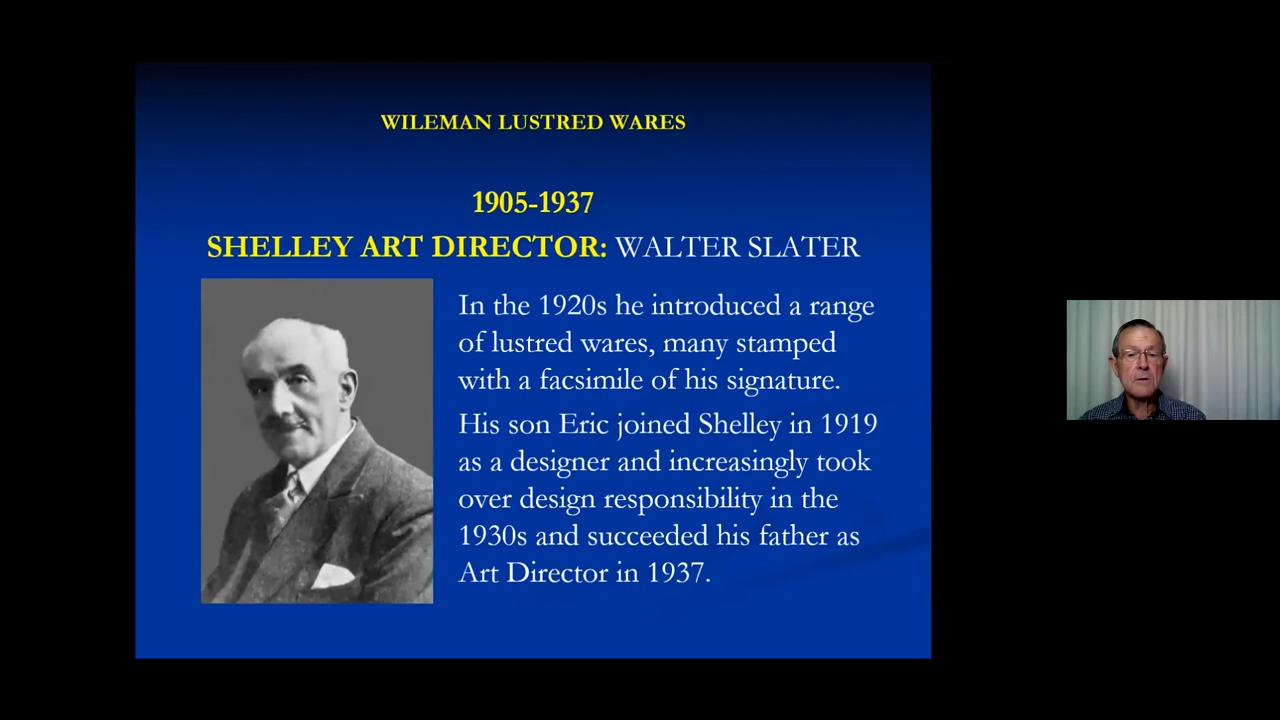 WILEMAN LUSTRED WARES
1905-1937
SHELLEY ART DIRECTOR: WALTER SLATER
In the 1920s he introduced a range
of lustred wares, many stamped
with a facsimile of his signature.
His son Eric joined Shelley in 1919
as a designer and increasingly took
over design responsibility in the
1930s and succeeded his father as
Art Director in 1937.